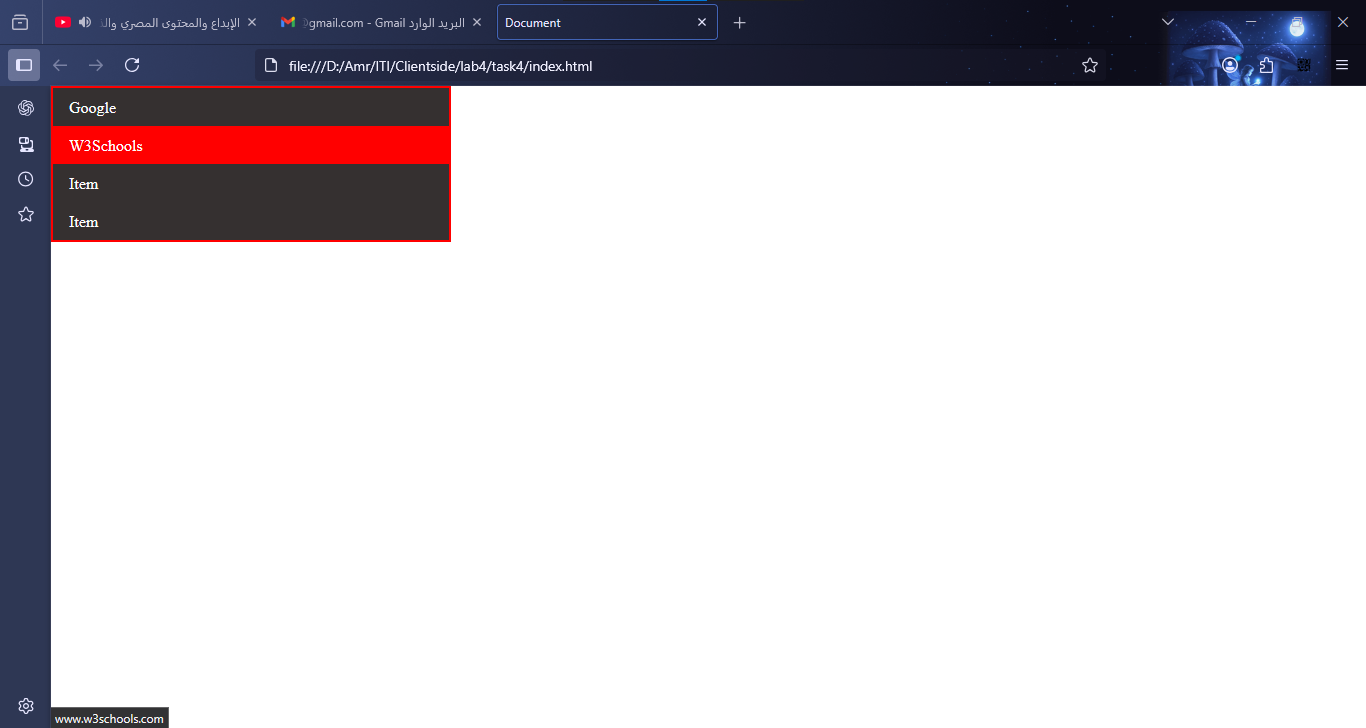 الإبداع والمحتوى المصري وال
البريد الوارد gmail.com - Gmail
Document
file:///D:/Amr/ITI/Clientside/lab4/task4/index.html
Google
W3Schools
Item
Item
www.w3schools.com